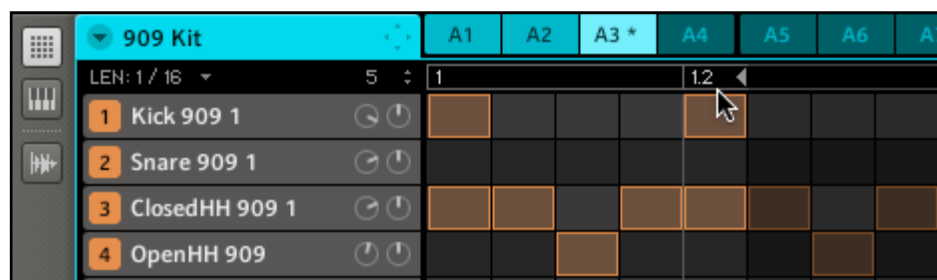 909 Kit A1 A2 A3 * A4 A5 A6
LEN: 1 / 16 5 1 1.2
1 Kick 909 1
2 Snare 909 1
3 ClosedHH 909 1
4 OpenHH 909